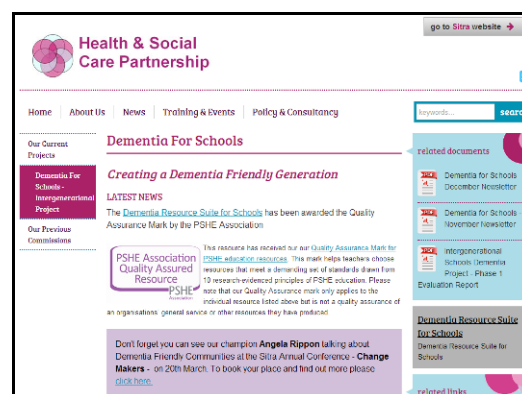 go to Sitra website
Health & Social
Care Partnership
Home
About Us
News
Training & Events
Policy & Consultancy
keywords...
searc
Our Current
Projects
Dementia For
Schools -
Intergenerational
Project
Our Previous
Commissions
Dementia For Schools
Creating a Dementia Friendly Generation
LATEST NEWS
The Dementia Resource Suite for Schools has been awarded the Quality
Assurance Mark by the PSHE Association
PSHE Association
Quality Assured
Resource
PSHE
Association
This resource has received our our Quality Assurance Mark for
PSHE education resources. This mark helps teachers choose
resources that meet a demanding set of standards drawn from
10 research-evidenced principles of PSHE education. Please
note that our Quality Assurance mark only applies to the
individual resource listed above but is not a quality assurance of
an organisations general service or other resources they have produced.
Don't forget you can see our champion Angela Rippon talking about
Dementia Friendly Communities at the Sitra Annual Conference - Change
Makers - on 20th March. To book your place and find out more please
click here.
related documents
Dementia for Schools
December Newsletter
Dementia for Schools
November Newsletter
Intergenerational
Schools Dementia
Project - Phase 1
Evaluation Report
Dementia Resource Suite
for Schools
Dementia Resource Suite for
Schools
related links